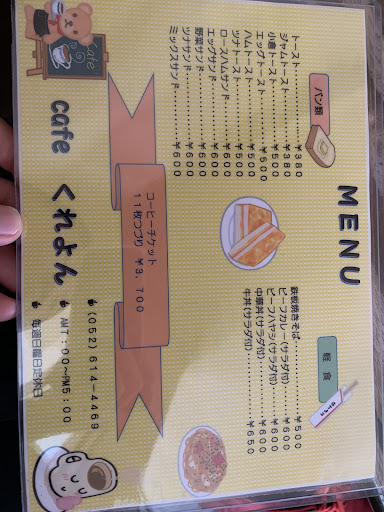 MENU
パン類
トースト………………¥380
ジャムトースト………¥380
小倉トースト…………¥500
エッグトースト………¥500
ハムトースト…………¥500
ツナトースト…………¥500
ロースハムサンド……¥600
エッグサンド…………¥600
野菜サンド……………¥600
ツナサンド……………¥600
ミックスサンド………¥600
軽食
鉄板焼きそば…………………¥500
ビーフカレー(サラダ付)……¥600
ビーフハヤシ(サラダ付)……¥600
中華丼(サラダ付)……………¥600
牛丼(サラダ付)………………¥650
コーヒーチケット
11枚つづり ¥3,700
Cafe
cafe くれよん
(052)614-4469
AM7:00〜PM5:00
毎週日曜日定休日